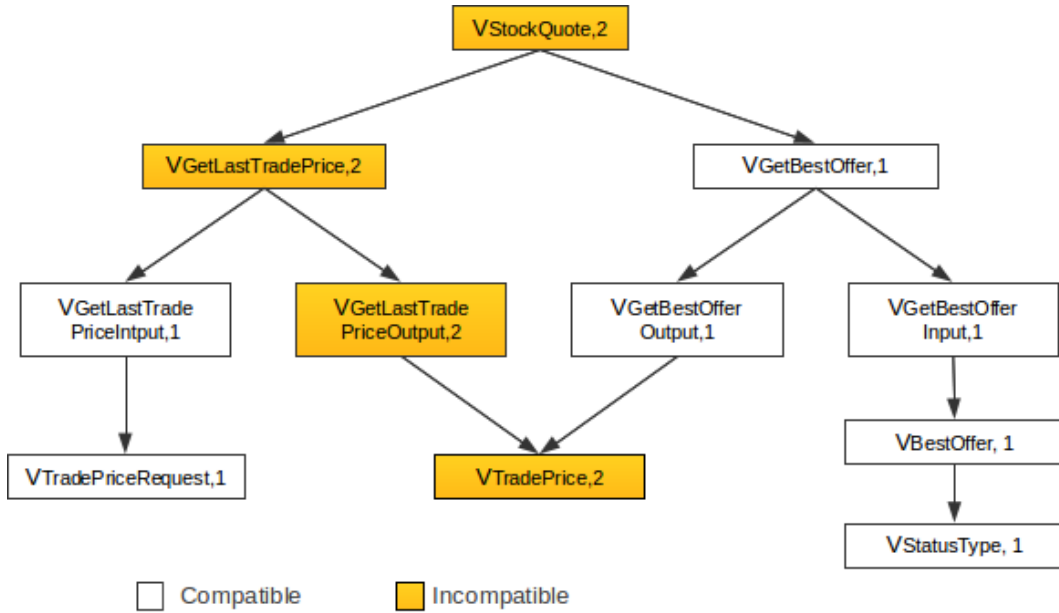 VStockQuote,2
VGetLastTradePrice,2
VGetBestOffer,1
VGetLastTrade
PriceIntput,1
VGetLastTrade
PriceOutput,2
VGetBestOffer
Output,1
VGetBestOffer
Input,1
VBestOffer, 1
VTradePriceRequest,1
VTradePrice,2
VStatusType, 1
Compatible
Incompatible